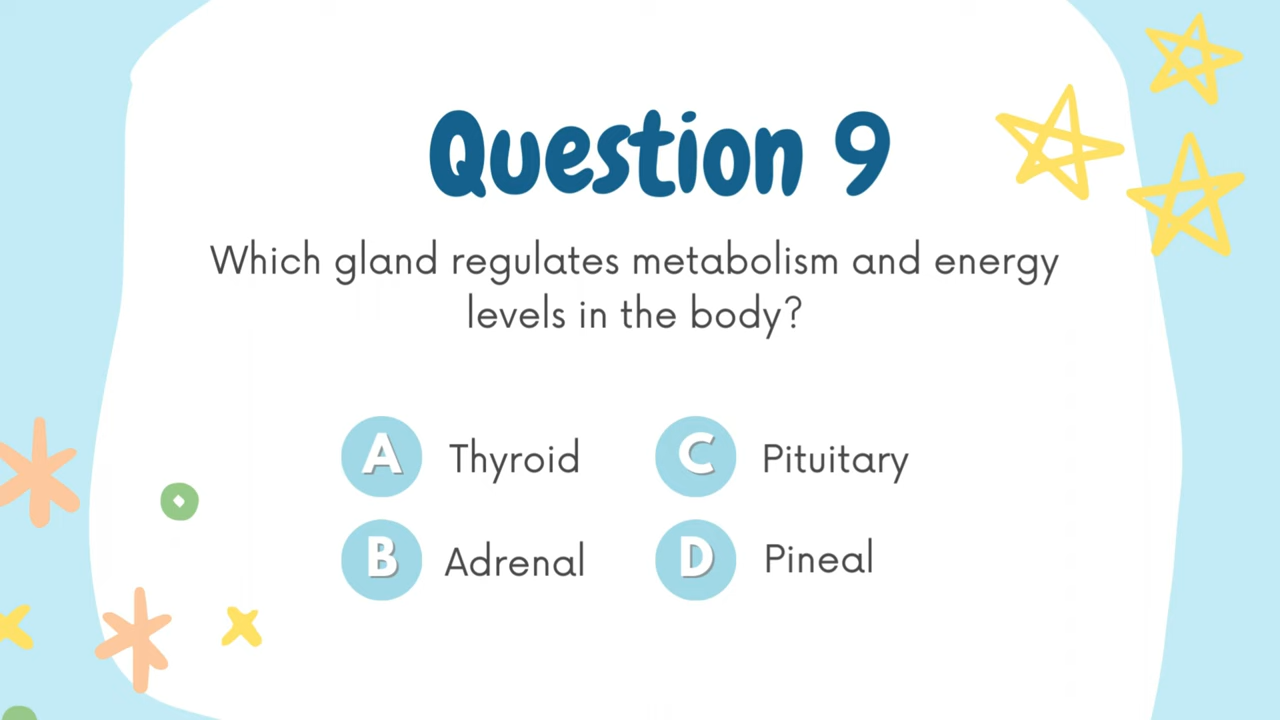 Question 9
Which gland regulates metabolism and energy
levels in the body?
A Thyroid
B Adrenal
C Pituitary
D Pineal